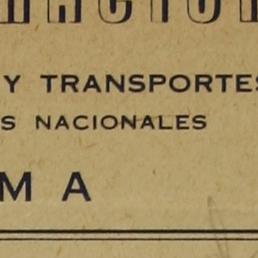 Y TRANSPORTES
S NACIONALES
M A